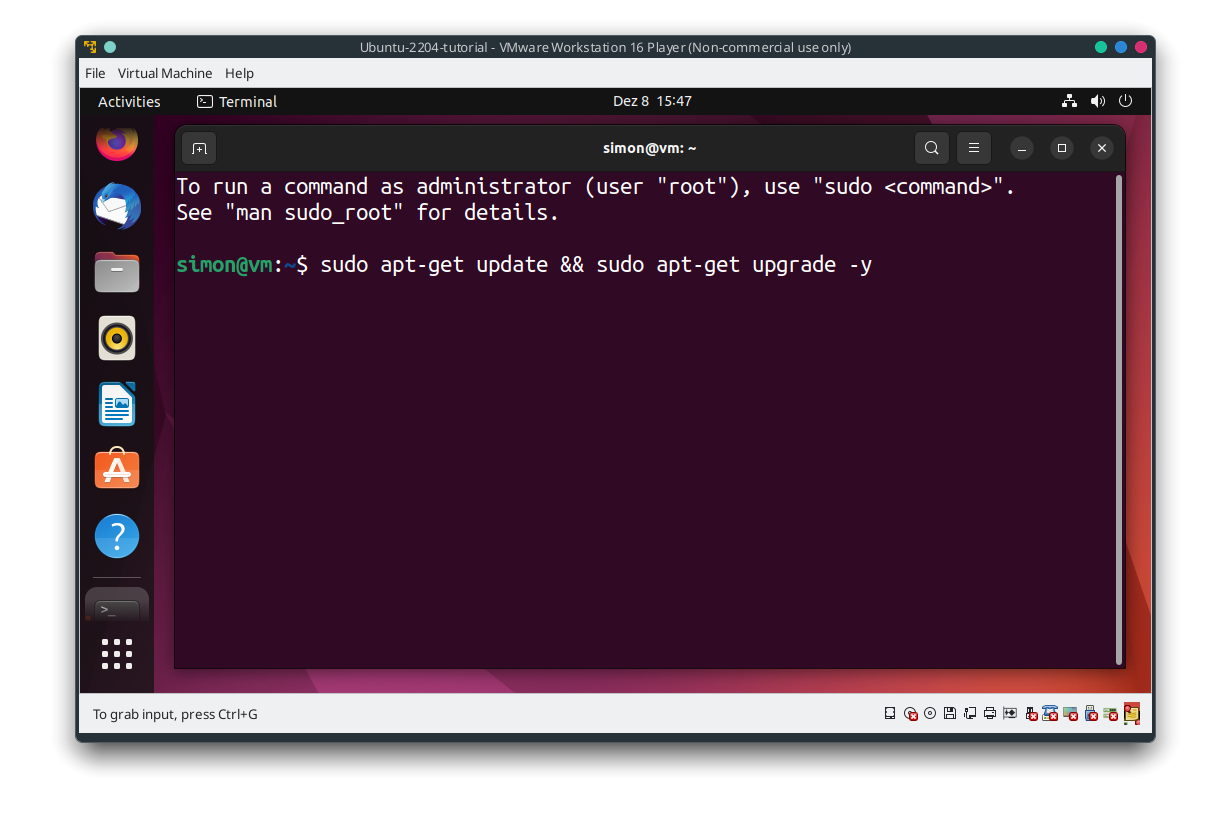 Ubuntu-2204-tutorial - VMware Workstation 16 Player (Non-commercial use only)
File Virtual Machine Help
Activities Terminal Dez 8 15:47
simon@vm: ~
To run a command as administrator (user "root"), use "sudo <command>".
See "man sudo_root" for details.
simon@vm:~$ sudo apt-get update && sudo apt-get upgrade -y
?
>_
To grab input, press Ctrl+G